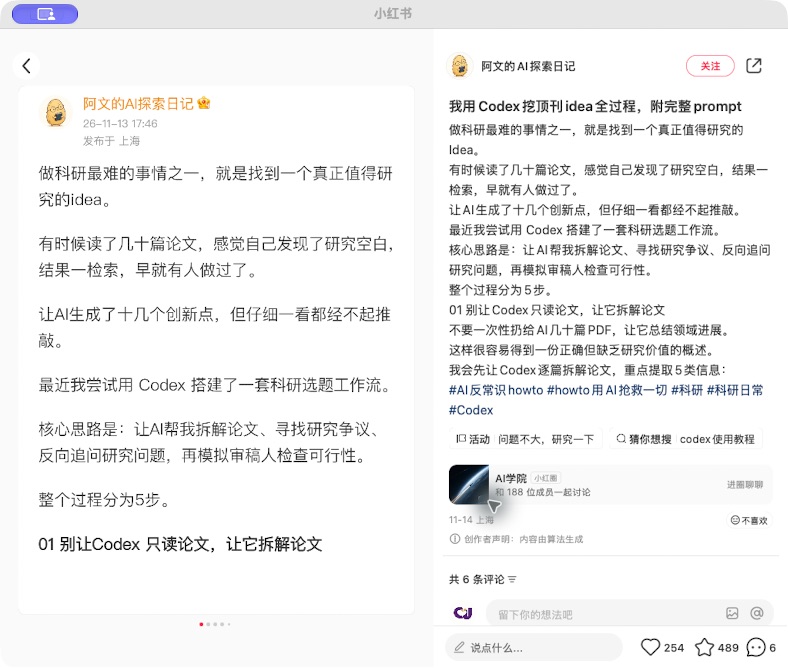 小红书
阿文的AI探索日记
26-11-13 17:46
发布于 上海
做科研最难的事情之一，就是找到一个真正值得研
究的idea。
有时候读了几十篇论文，感觉自己发现了研究空白，
结果一检索，早就有人做过了。
让AI生成了十几个创新点，但仔细一看都经不起推
敲。
最近我尝试用 Codex 搭建了一套科研选题工作流。
核心思路是：让AI帮我拆解论文、寻找研究争议、
反向追问研究问题，再模拟审稿人检查可行性。
整个过程分为5步。
01 别让Codex 只读论文，让它拆解论文
阿文的AI探索日记
关注
我用 Codex 挖顶刊 idea 全过程，附完整 prompt
做科研最难的事情之一，就是找到一个真正值得研究的
Idea。
有时候读了几十篇论文，感觉自己发现了研究空白，结果一
检索，早就有人做过了。
让AI生成了十几个创新点，但仔细一看都经不起推敲。
最近我尝试用 Codex 搭建了一套科研选题工作流。
核心思路是：让AI帮我拆解论文、寻找研究争议、反向追问
研究问题，再模拟审稿人检查可行性。
整个过程分为5步。
01 别让Codex只读论文，让它拆解论文
不要一次性扔给AI几十篇PDF，让它总结领域进展。
这样很容易得到一份正确但缺乏研究价值的概述。
我会先让Codex逐篇拆解论文，重点提取5类信息：
#AI反常识howto #howto用AI抢救一切 #科研 #科研日常
#Codex
活动 问题不大，研究一下 猜你想搜 codex使用教程
AI学院 小红圈
和 188 位成员一起讨论
进圈聊聊
11-14 上海
不喜欢
创作者声明：内容由算法生成
共 6 条评论
CJ
留下你的想法吧
说点什么...
254
489
6